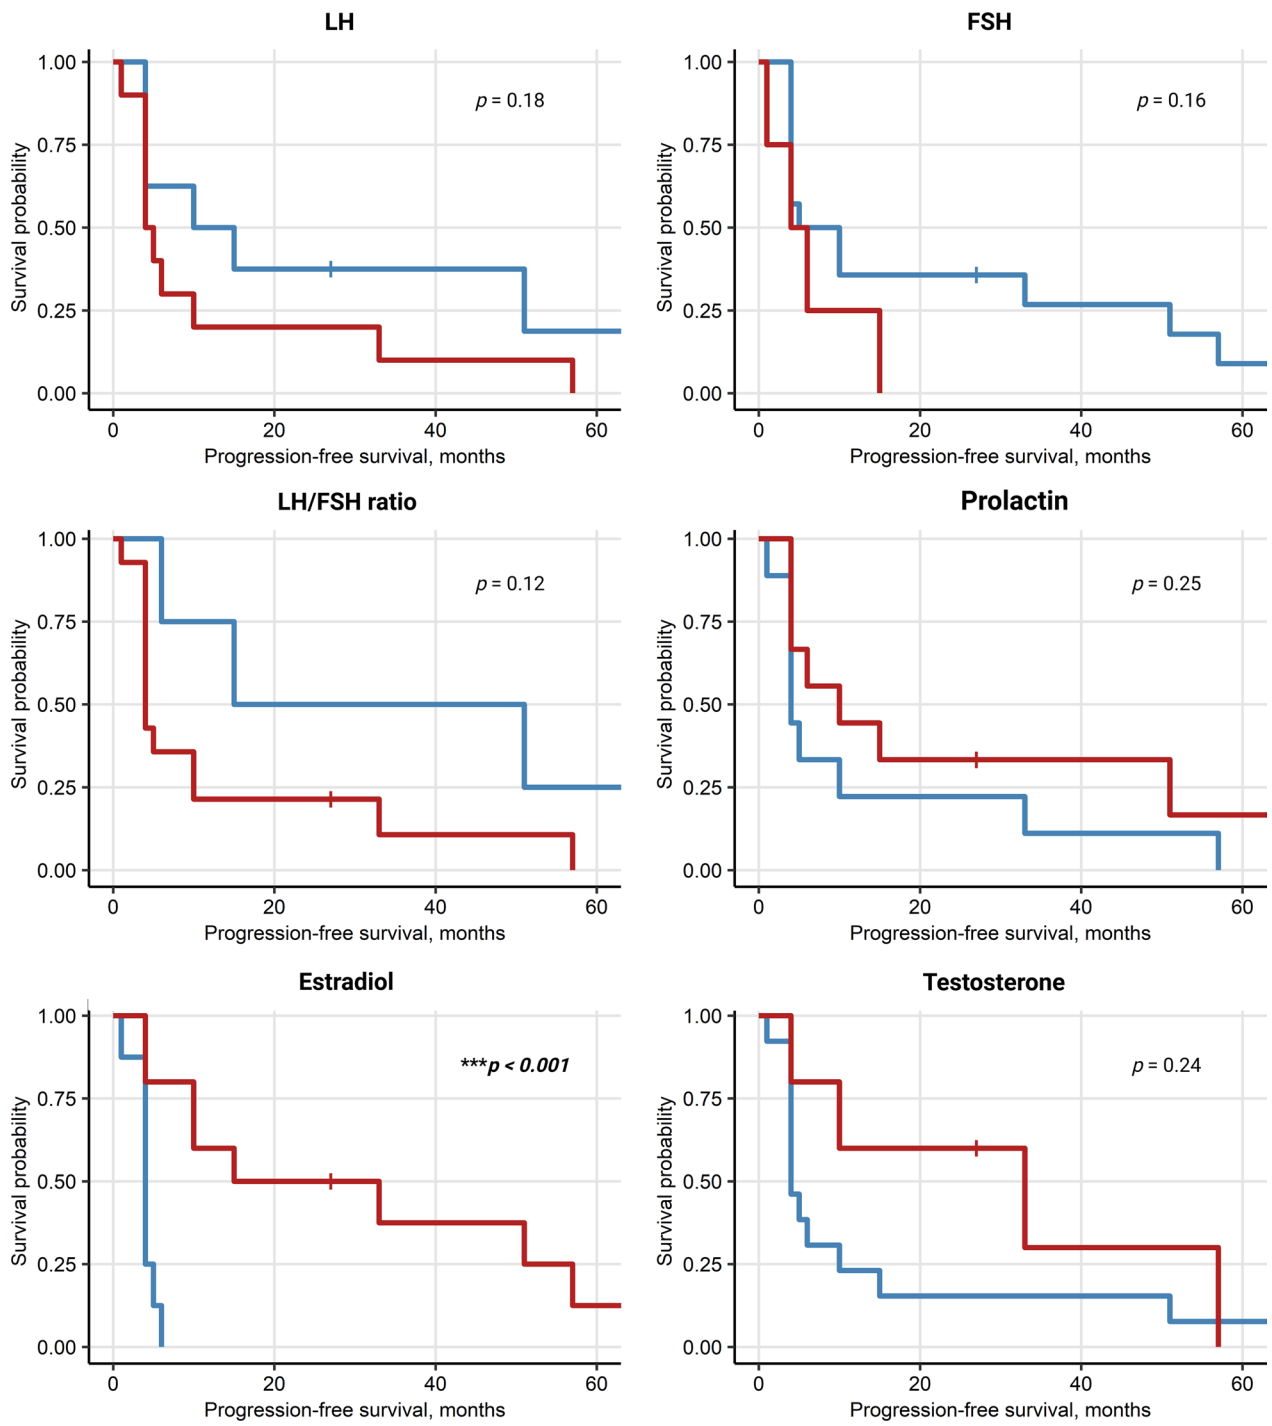 LH
Survival probability
1.00
0.75
0.50
0.25
0.00
p = 0.18
0 20 40 60
Progression-free survival, months
FSH
Survival probability
1.00
0.75
0.50
0.25
0.00
p = 0.16
0 20 40 60
Progression-free survival, months
LH/FSH ratio
Survival probability
1.00
0.75
0.50
0.25
0.00
p = 0.12
0 20 40 60
Progression-free survival, months
Prolactin
Survival probability
1.00
0.75
0.50
0.25
0.00
p = 0.25
0 20 40 60
Progression-free survival, months
Estradiol
Survival probability
1.00
0.75
0.50
0.25
0.00
***p < 0.001
0 20 40 60
Progression-free survival, months
Testosterone
Survival probability
1.00
0.75
0.50
0.25
0.00
p = 0.24
0 20 40 60
Progression-free survival, months